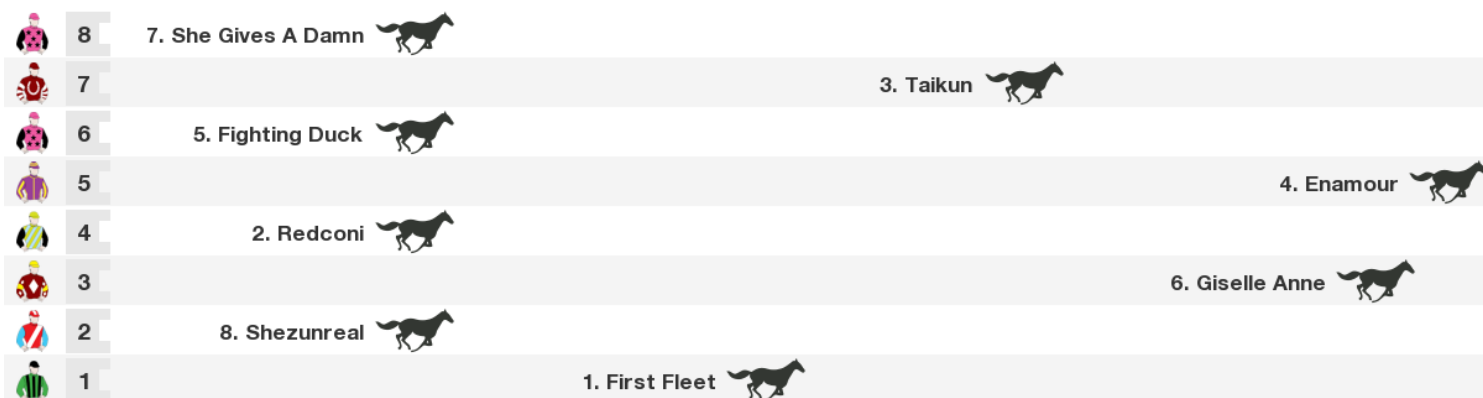 8 7. She Gives A Damn
7 3. Taikun
6 5. Fighting Duck
5 4. Enamour
4 2. Redconi
3 6. Giselle Anne
2 8. Shezunreal
1 1. First Fleet